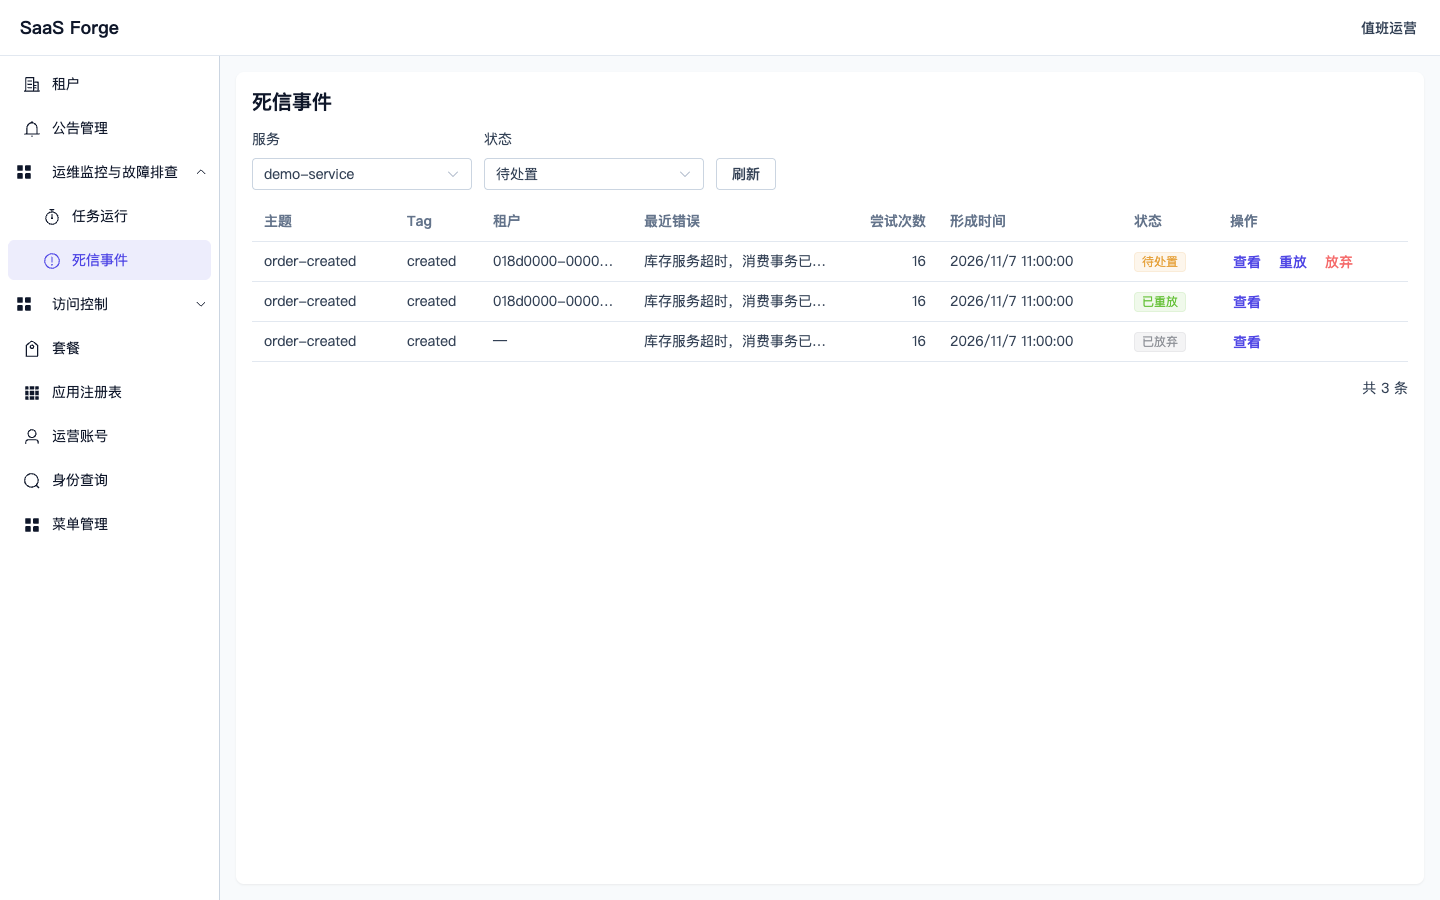 SaaS Forge
值班运营
租户
公告管理
运维监控与故障排查
任务运行
死信事件
访问控制
套餐
应用注册表
运营账号
身份查询
菜单管理
死信事件
服务 状态
demo-service 待处置 刷新
主题 Tag 租户 最近错误 尝试次数 形成时间 状态 操作
order-created created 018d0000-0000... 库存服务超时，消费事务已... 16 2026/11/7 11:00:00 待处置 查看 重放 放弃
order-created created 018d0000-0000... 库存服务超时，消费事务已... 16 2026/11/7 11:00:00 已重放 查看
order-created created — 库存服务超时，消费事务已... 16 2026/11/7 11:00:00 已放弃 查看
共 3 条